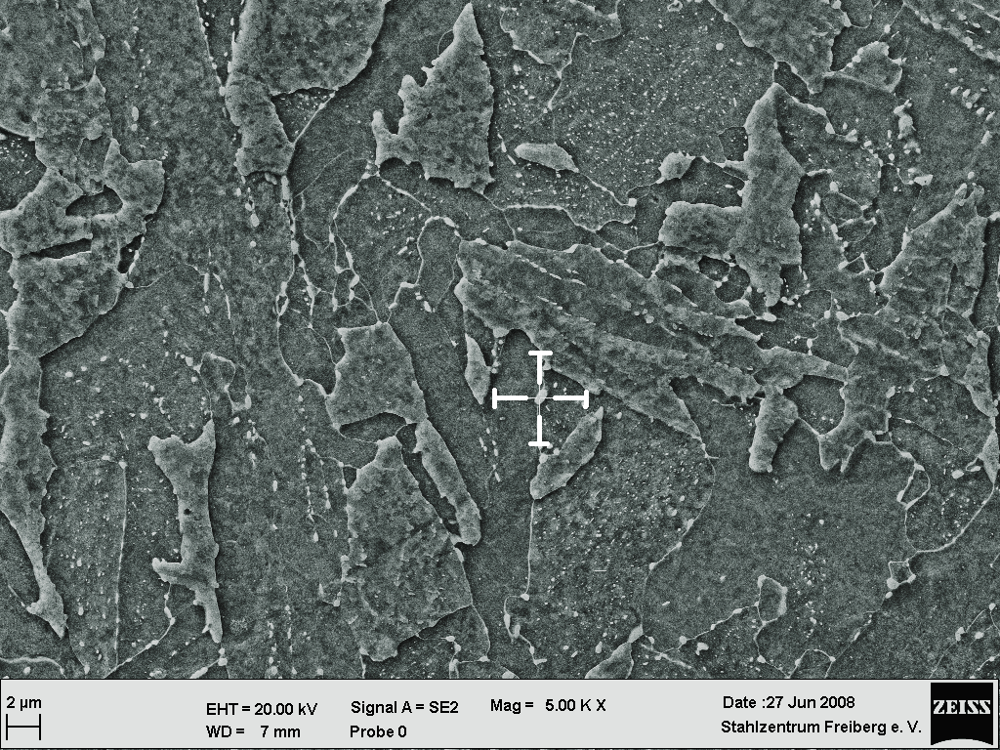 2 µm
EHT = 20.00 kV Signal A = SE2 Mag = 5.00 K X Date :27 Jun 2008
WD = 7 mm Probe 0 Stahlzentrum Freiberg e. V.
ZEISS